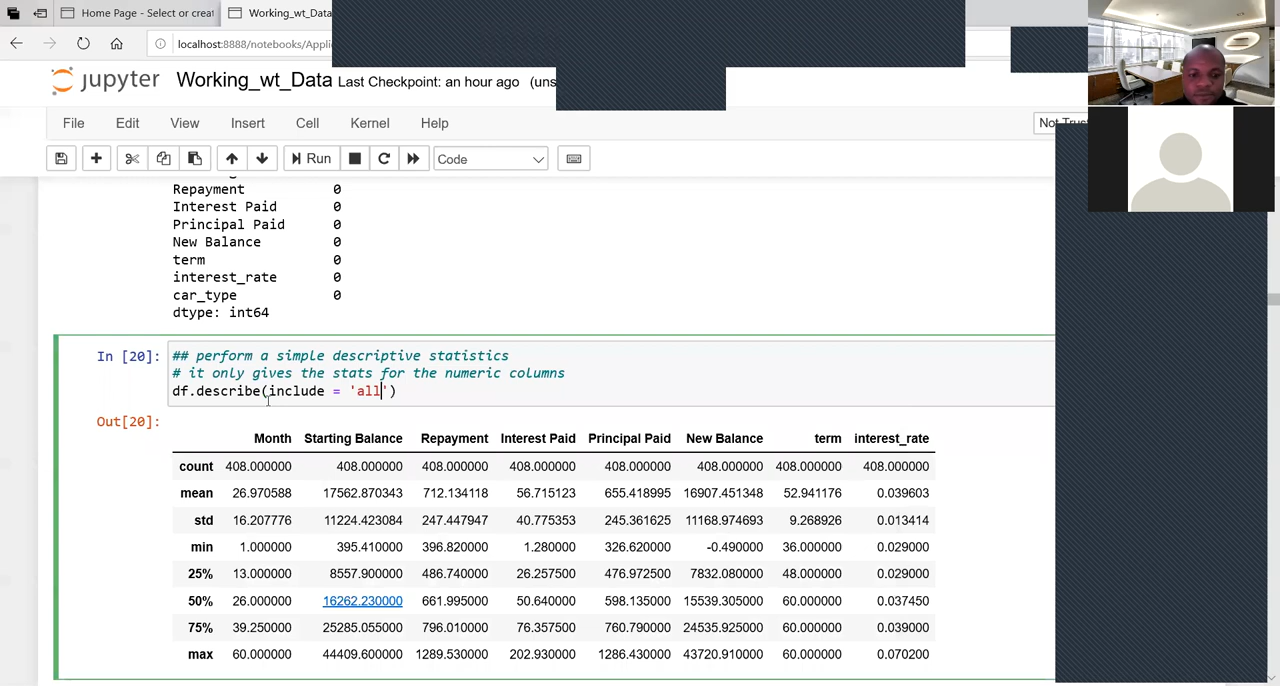 Home Page - Select or creat
Working_wt_Data
localhost:8888/notebooks/Appli
jupyter Working_wt_Data Last Checkpoint: an hour ago (uns
File Edit View Insert Cell Kernel Help Not Trus
Run Code
Repayment 0
Interest Paid 0
Principal Paid 0
New Balance 0
term 0
interest_rate 0
car_type 0
dtype: int64
In [20]: ## perform a simple descriptive statistics
# it only gives the stats for the numeric columns
df.describe(include = 'all')
Out[20]:
Month Starting Balance Repayment Interest Paid Principal Paid New Balance term interest_rate
count 408.000000 408.000000 408.000000 408.000000 408.000000 408.000000 408.000000 408.000000
mean 26.970588 17562.870343 712.134118 56.715123 655.418995 16907.451348 52.941176 0.039603
std 16.207776 11224.423084 247.447947 40.775353 245.361625 11168.974693 9.268926 0.013414
min 1.000000 395.410000 396.820000 1.280000 326.620000 -0.490000 36.000000 0.029000
25% 13.000000 8557.900000 486.740000 26.257500 476.972500 7832.080000 48.000000 0.029000
50% 26.000000 16262.230000 661.995000 50.640000 598.135000 15539.305000 60.000000 0.037450
75% 39.250000 25285.055000 796.010000 76.357500 760.790000 24535.925000 60.000000 0.039000
max 60.000000 44409.600000 1289.530000 202.930000 1286.430000 43720.910000 60.000000 0.070200